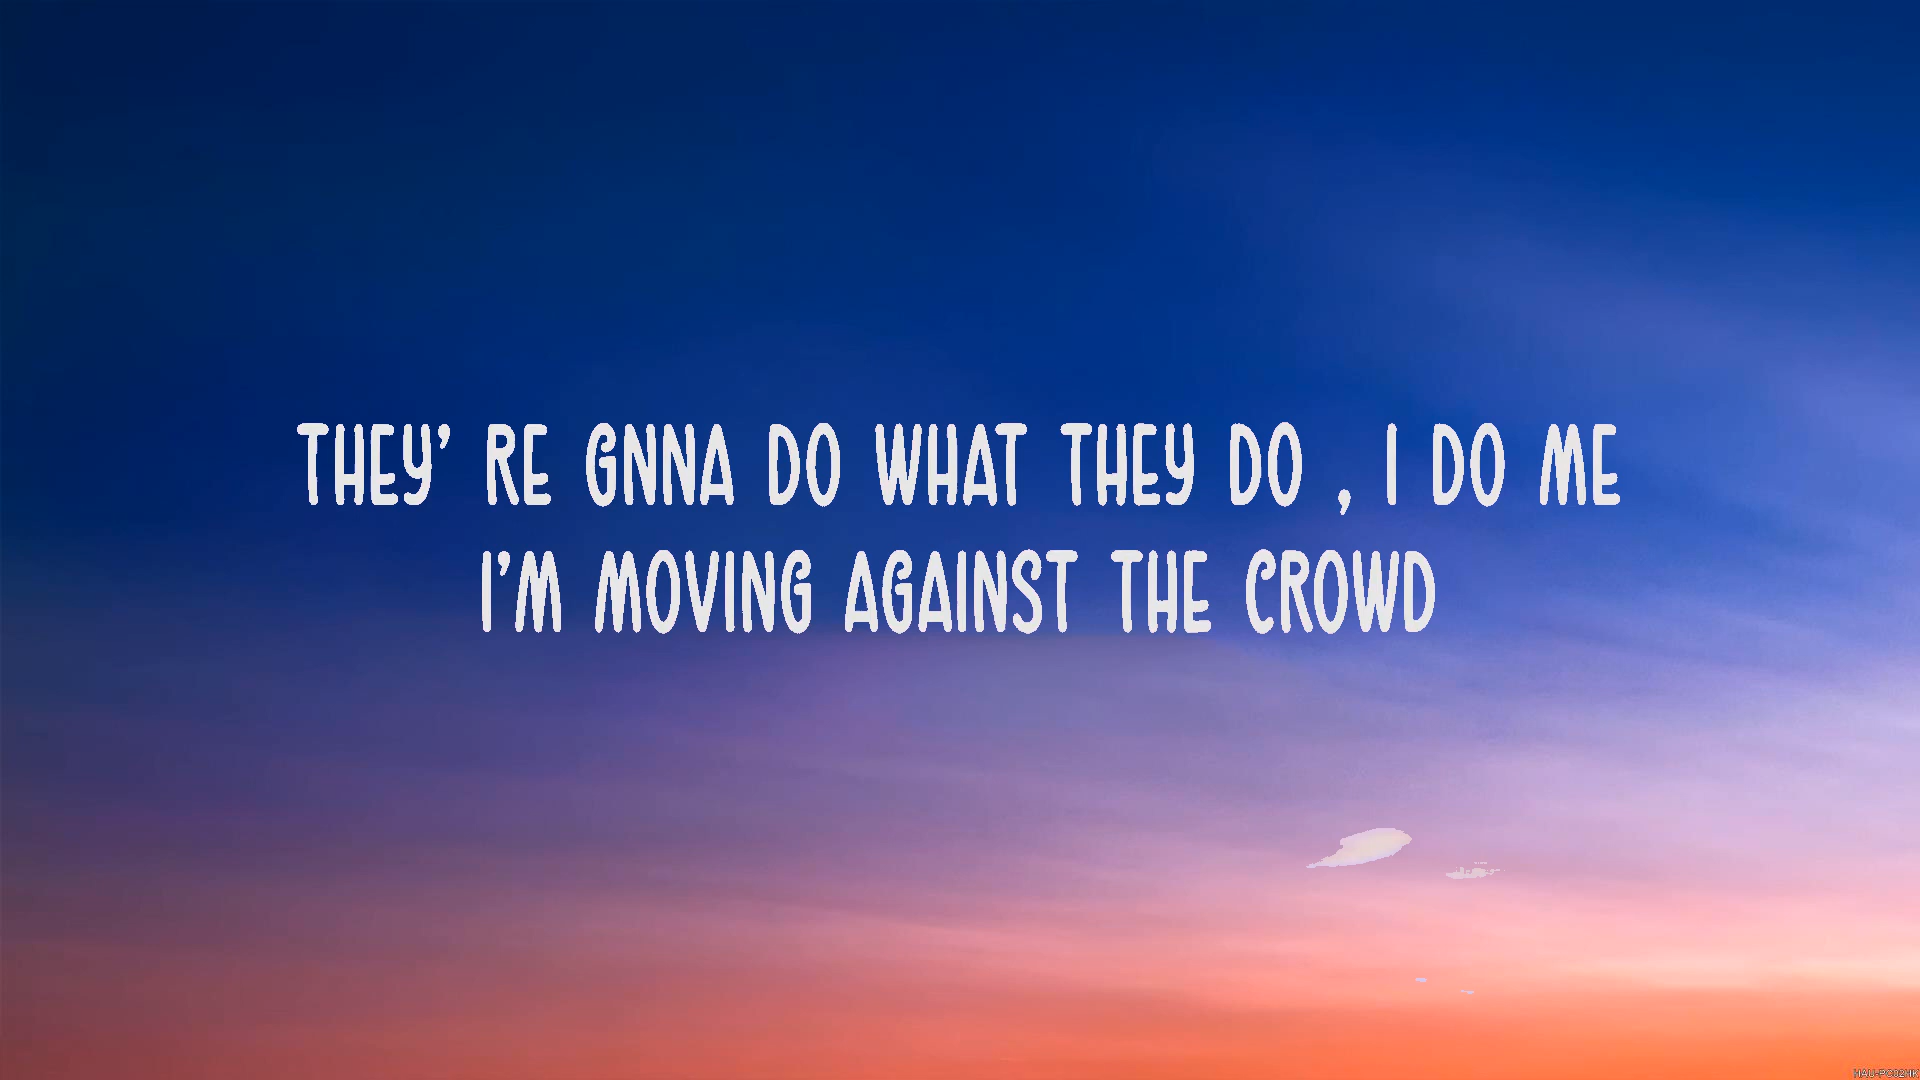 THEY' RE GNNA DO WHAT THEY DO , I DO ME
I'M MOVING AGAINST THE CROWD